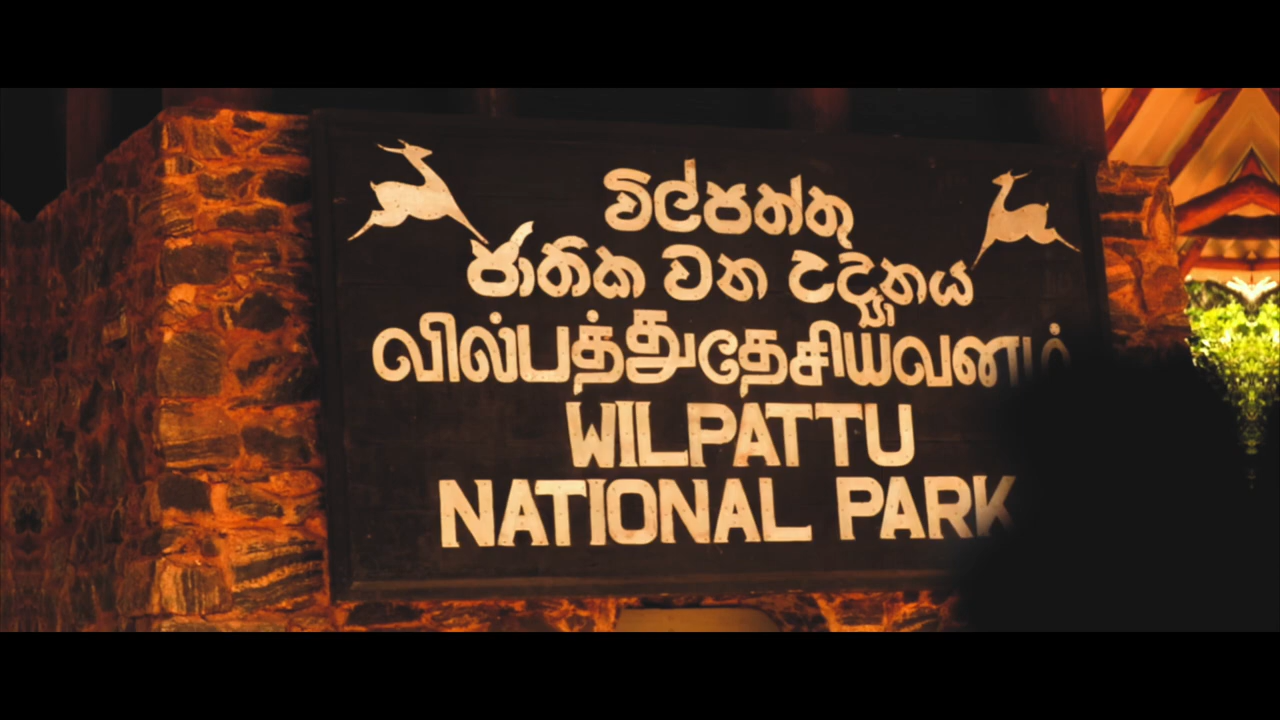 විල්පත්තු
ජාතික වන උද්‍යානය
வில்பத்துதேசியவனம்
WILPATTU
NATIONAL PARK